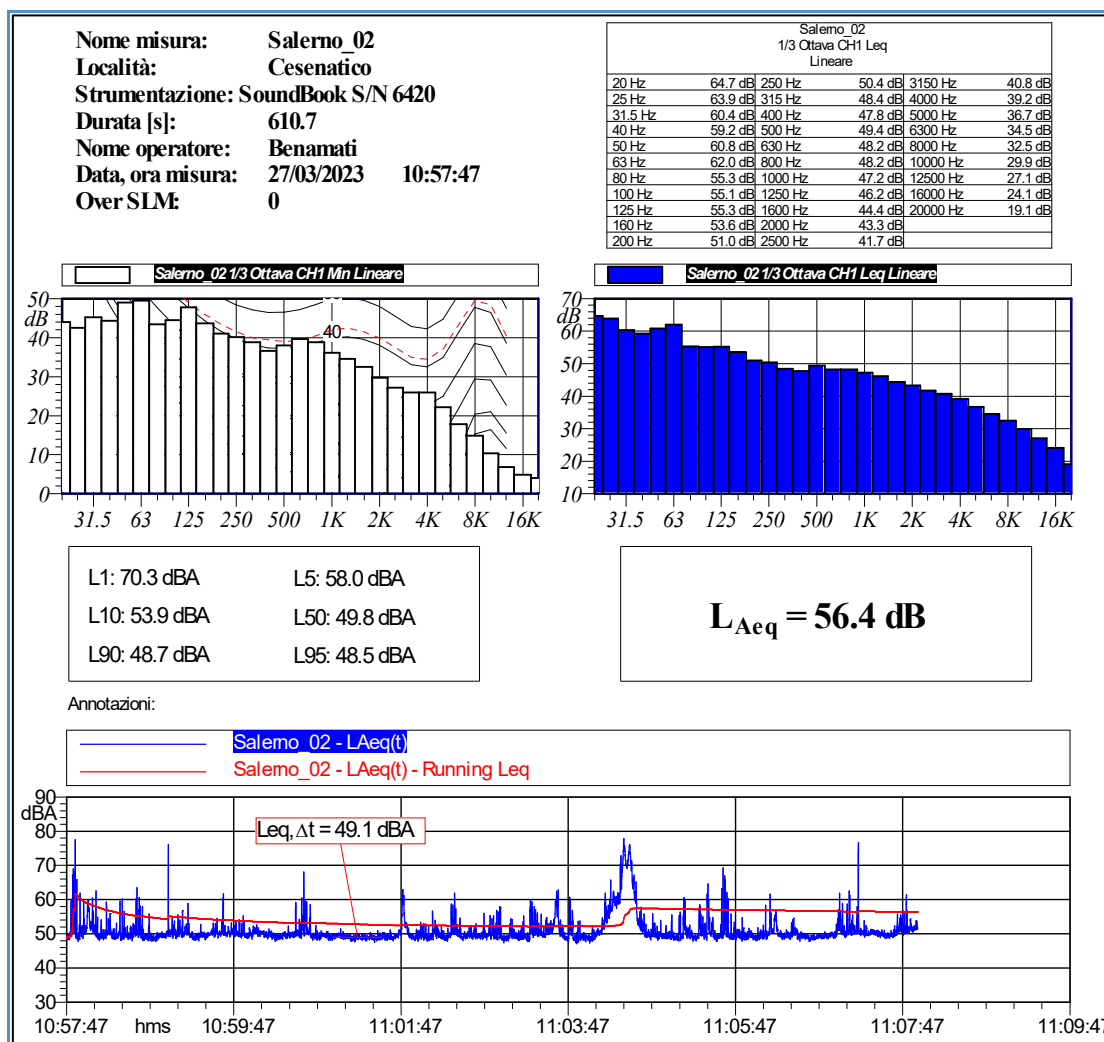 Nome misura: Salerno_02
Località: Cesenatico
Strumentazione: SoundBook S/N 6420
Durata [s]: 610.7
Nome operatore: Benamati
Data, ora misura: 27/03/2023 10:57:47
Over SLM: 0
Salerno_02
1/3 Ottava CH1 Leq
Lineare
20 Hz 64.7 dB 250 Hz 50.4 dB 3150 Hz 40.8 dB
25 Hz 63.9 dB 315 Hz 48.4 dB 4000 Hz 39.2 dB
31.5 Hz 60.4 dB 400 Hz 47.8 dB 5000 Hz 36.7 dB
40 Hz 59.2 dB 500 Hz 49.4 dB 6300 Hz 34.5 dB
50 Hz 60.8 dB 630 Hz 48.2 dB 8000 Hz 32.5 dB
63 Hz 62.0 dB 800 Hz 48.2 dB 10000 Hz 29.9 dB
80 Hz 55.3 dB 1000 Hz 47.2 dB 12500 Hz 27.1 dB
100 Hz 55.1 dB 1250 Hz 46.2 dB 16000 Hz 24.1 dB
125 Hz 55.3 dB 1600 Hz 44.4 dB 20000 Hz 19.1 dB
160 Hz 53.6 dB 2000 Hz 43.3 dB
200 Hz 51.0 dB 2500 Hz 41.7 dB
Salerno_02 1/3 Ottava CH1 Min Lineare
50
dB
40
40
30
20
10
0
31.5 63 125 250 500 1K 2K 4K 8K 16K
Salerno_02 1/3 Ottava CH1 Leq Lineare
70
dB
60
50
40
30
20
10
31.5 63 125 250 500 1K 2K 4K 8K 16K
L1: 70.3 dBA L5: 58.0 dBA
L10: 53.9 dBA L50: 49.8 dBA
L90: 48.7 dBA L95: 48.5 dBA
LAeq = 56.4 dB
Annotazioni:
Salerno_02 - LAeq(t)
Salerno_02 - LAeq(t) - Running Leq
90
dBA
80
Leq,Δt = 49.1 dBA
70
60
50
40
30
10:57:47 hms 10:59:47 11:01:47 11:03:47 11:05:47 11:07:47 11:09:47